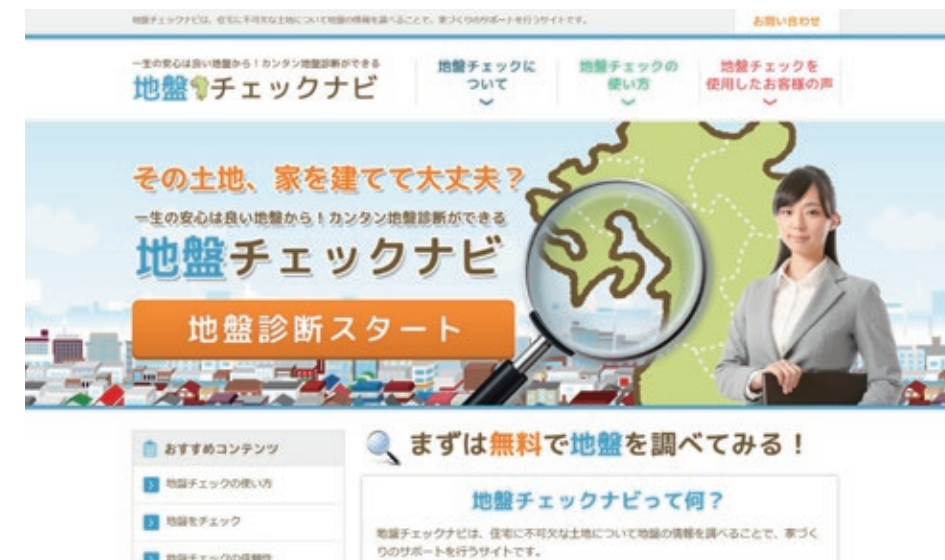 地盤チェックナビは、住宅に不可欠な土地について地盤の情報を調べることで、家づくりのサポートを行うサイトです。
お問い合わせ
一生の安心は良い地盤から！カンタン地盤診断ができる
地盤チェックナビ
地盤チェックに
ついて
地盤チェックの
使い方
地盤チェックを
使用したお客様の声
その土地、家を建てて大丈夫？
一生の安心は良い地盤から！カンタン地盤診断ができる
地盤チェックナビ
地盤診断スタート
おすすめコンテンツ
地盤チェックの使い方
地盤をチェック
地盤チェックの信頼性
まずは無料で地盤を調べてみる！
地盤チェックナビって何？
地盤チェックナビは、住宅に不可欠な土地について地盤の情報を調べることで、家づく
りのサポートを行うサイトです。